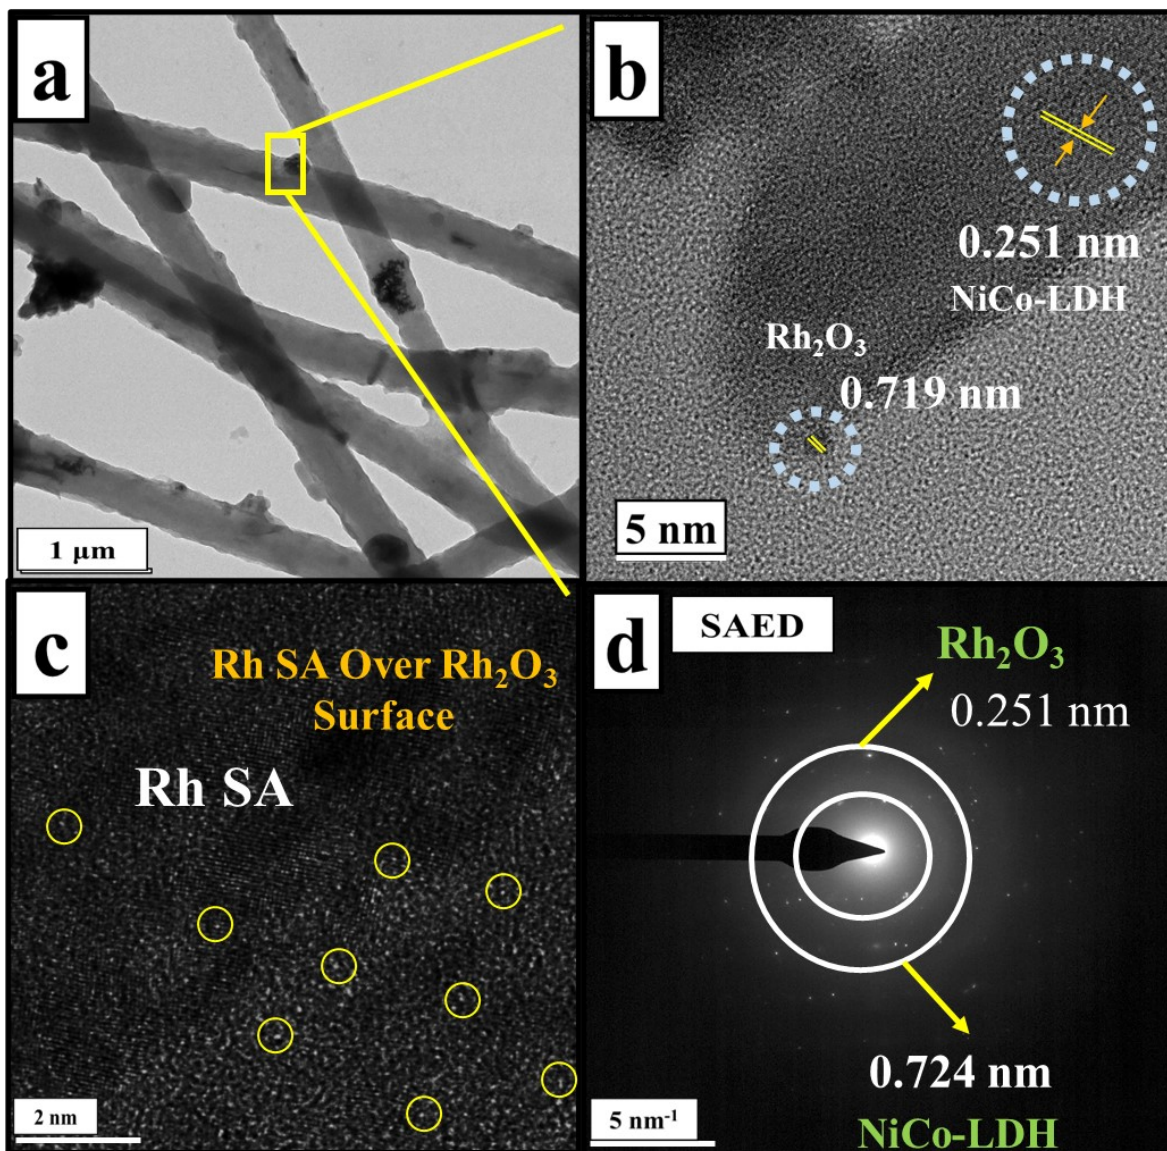 a
1 μm
b
0.251 nm
NiCo-LDH
Rh₂O₃
0.719 nm
5 nm
c
Rh SA Over Rh₂O₃
Surface
Rh SA
2 nm
d
SAED
Rh₂O₃
0.251 nm
0.724 nm
NiCo-LDH
5 nm⁻¹